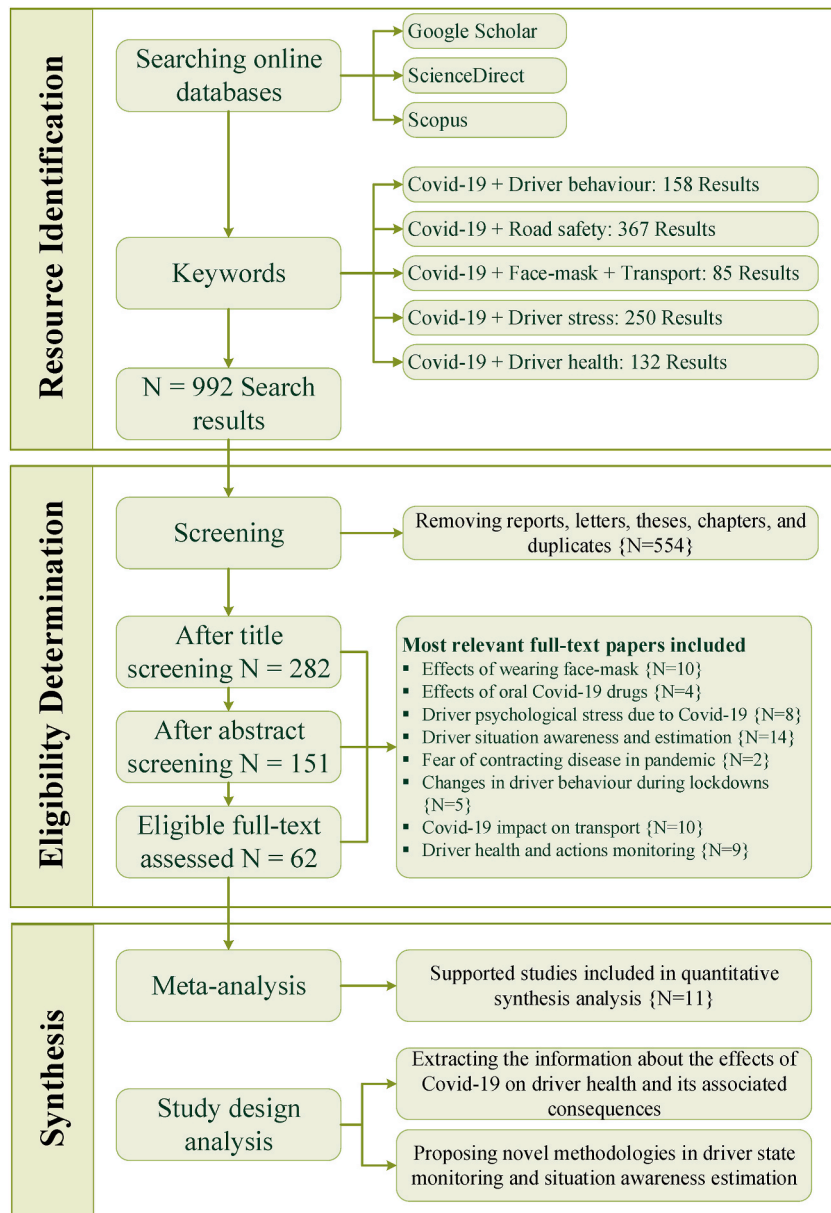 Resource Identification
Searching online
databases
Google Scholar
ScienceDirect
Scopus
Keywords
Covid-19 + Driver behaviour: 158 Results
Covid-19 + Road safety: 367 Results
Covid-19 + Face-mask + Transport: 85 Results
Covid-19 + Driver stress: 250 Results
Covid-19 + Driver health: 132 Results
N = 992 Search
results
Eligibility Determination
Screening
Removing reports, letters, theses, chapters, and
duplicates {N=554}
After title
screening N = 282
After abstract
screening N = 151
Eligible full-text
assessed N = 62
Most relevant full-text papers included
▪ Effects of wearing face-mask {N=10}
▪ Effects of oral Covid-19 drugs {N=4}
▪ Driver psychological stress due to Covid-19 {N=8}
▪ Driver situation awareness and estimation {N=14}
▪ Fear of contracting disease in pandemic {N=2}
▪ Changes in driver behaviour during lockdowns
{N=5}
▪ Covid-19 impact on transport {N=10}
▪ Driver health and actions monitoring {N=9}
Synthesis
Meta-analysis
Supported studies included in quantitative
synthesis analysis {N=11}
Study design
analysis
Extracting the information about the effects of
Covid-19 on driver health and its associated
consequences
Proposing novel methodologies in driver state
monitoring and situation awareness estimation